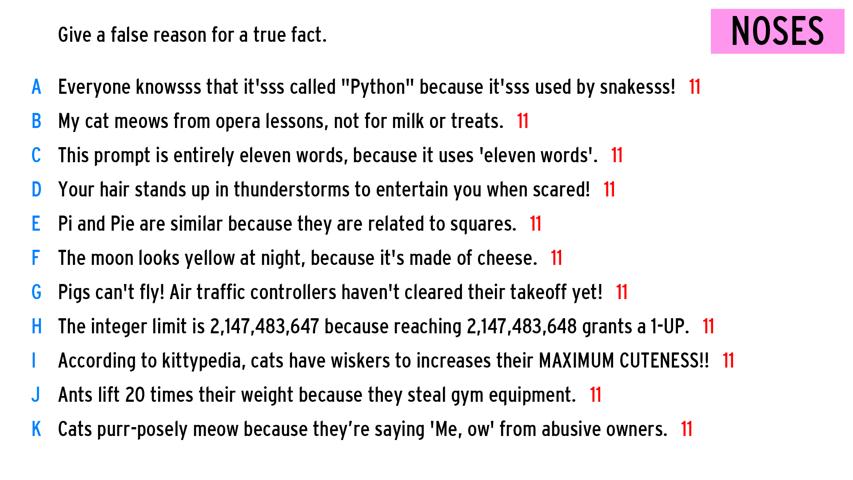 Give a false reason for a true fact.
NOSES
A Everyone knowsss that it'sss called "Python" because it'sss used by snakesss! 11
B My cat meows from opera lessons, not for milk or treats. 11
C This prompt is entirely eleven words, because it uses 'eleven words'. 11
D Your hair stands up in thunderstorms to entertain you when scared! 11
E Pi and Pie are similar because they are related to squares. 11
F The moon looks yellow at night, because it's made of cheese. 11
G Pigs can't fly! Air traffic controllers haven't cleared their takeoff yet! 11
H The integer limit is 2,147,483,647 because reaching 2,147,483,648 grants a 1-UP. 11
I According to kittypedia, cats have wiskers to increases their MAXIMUM CUTENESS!! 11
J Ants lift 20 times their weight because they steal gym equipment. 11
K Cats purr-posely meow because they’re saying 'Me, ow' from abusive owners. 11